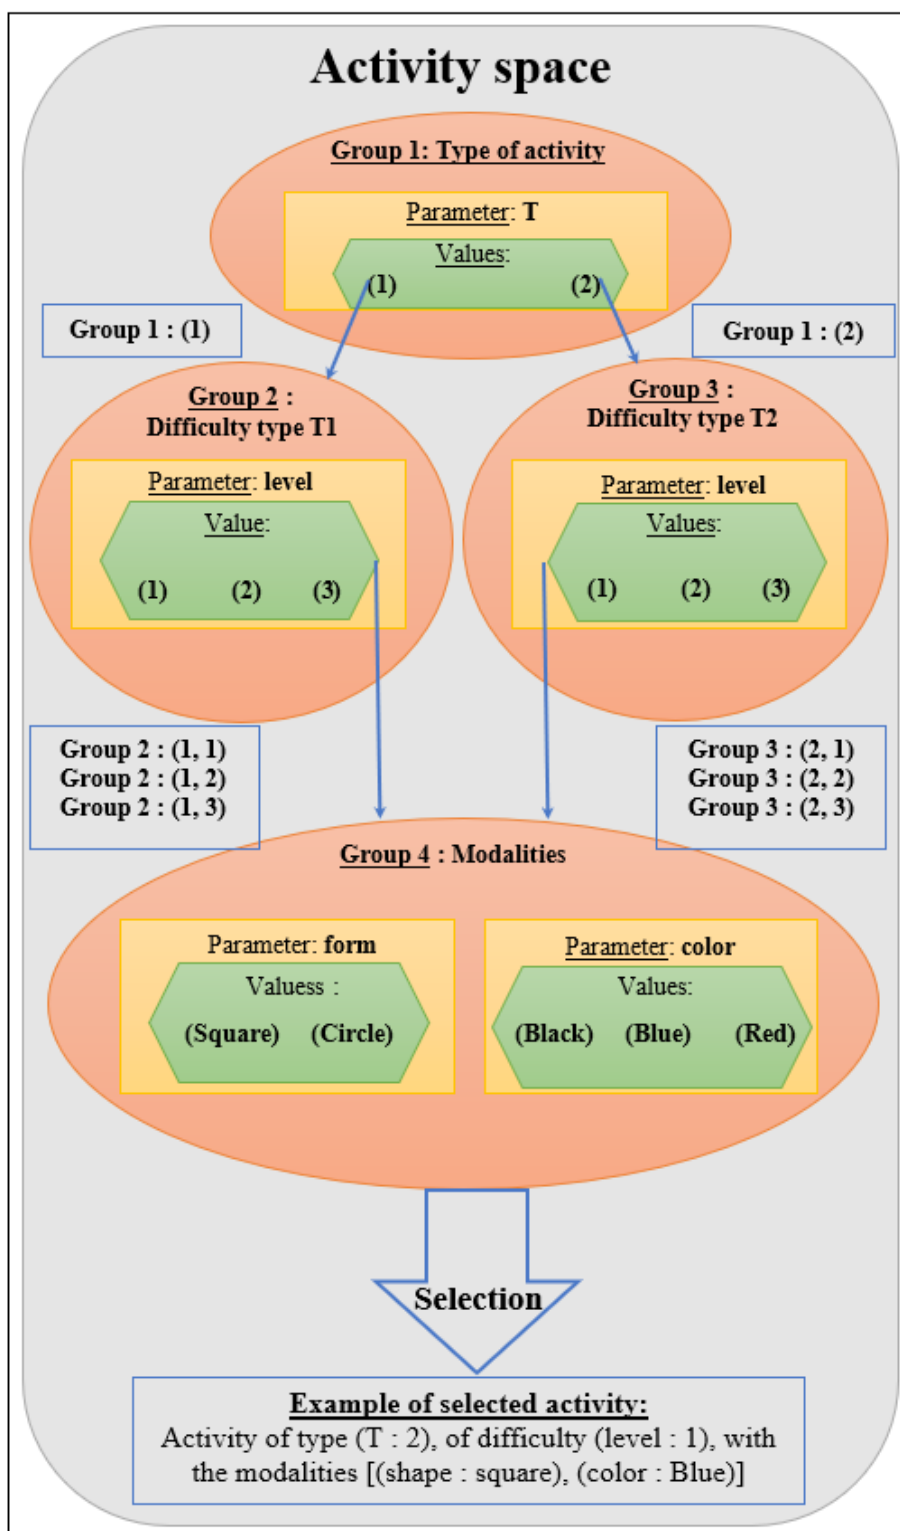 Activity space
Group 1: Type of activity
Parameter: T
Values:
(1) (2)
Group 1 : (1)
Group 1 : (2)
Group 2 :
Difficulty type T1
Parameter: level
Value:
(1) (2) (3)
Group 3 :
Difficulty type T2
Parameter: level
Values:
(1) (2) (3)
Group 2 : (1, 1)
Group 2 : (1, 2)
Group 2 : (1, 3)
Group 3 : (2, 1)
Group 3 : (2, 2)
Group 3 : (2, 3)
Group 4 : Modalities
Parameter: form
Valuess :
(Square) (Circle)
Parameter: color
Values:
(Black) (Blue) (Red)
Selection
Example of selected activity:
Activity of type (T : 2), of difficulty (level : 1), with
the modalities [(shape : square), (color : Blue)]